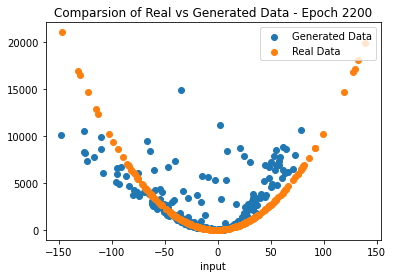 Comparsion of Real vs Generated Data - Epoch 2200
Generated Data
Real Data
20000
15000
10000
5000
0
−150 −100 −50 0 50 100 150
input